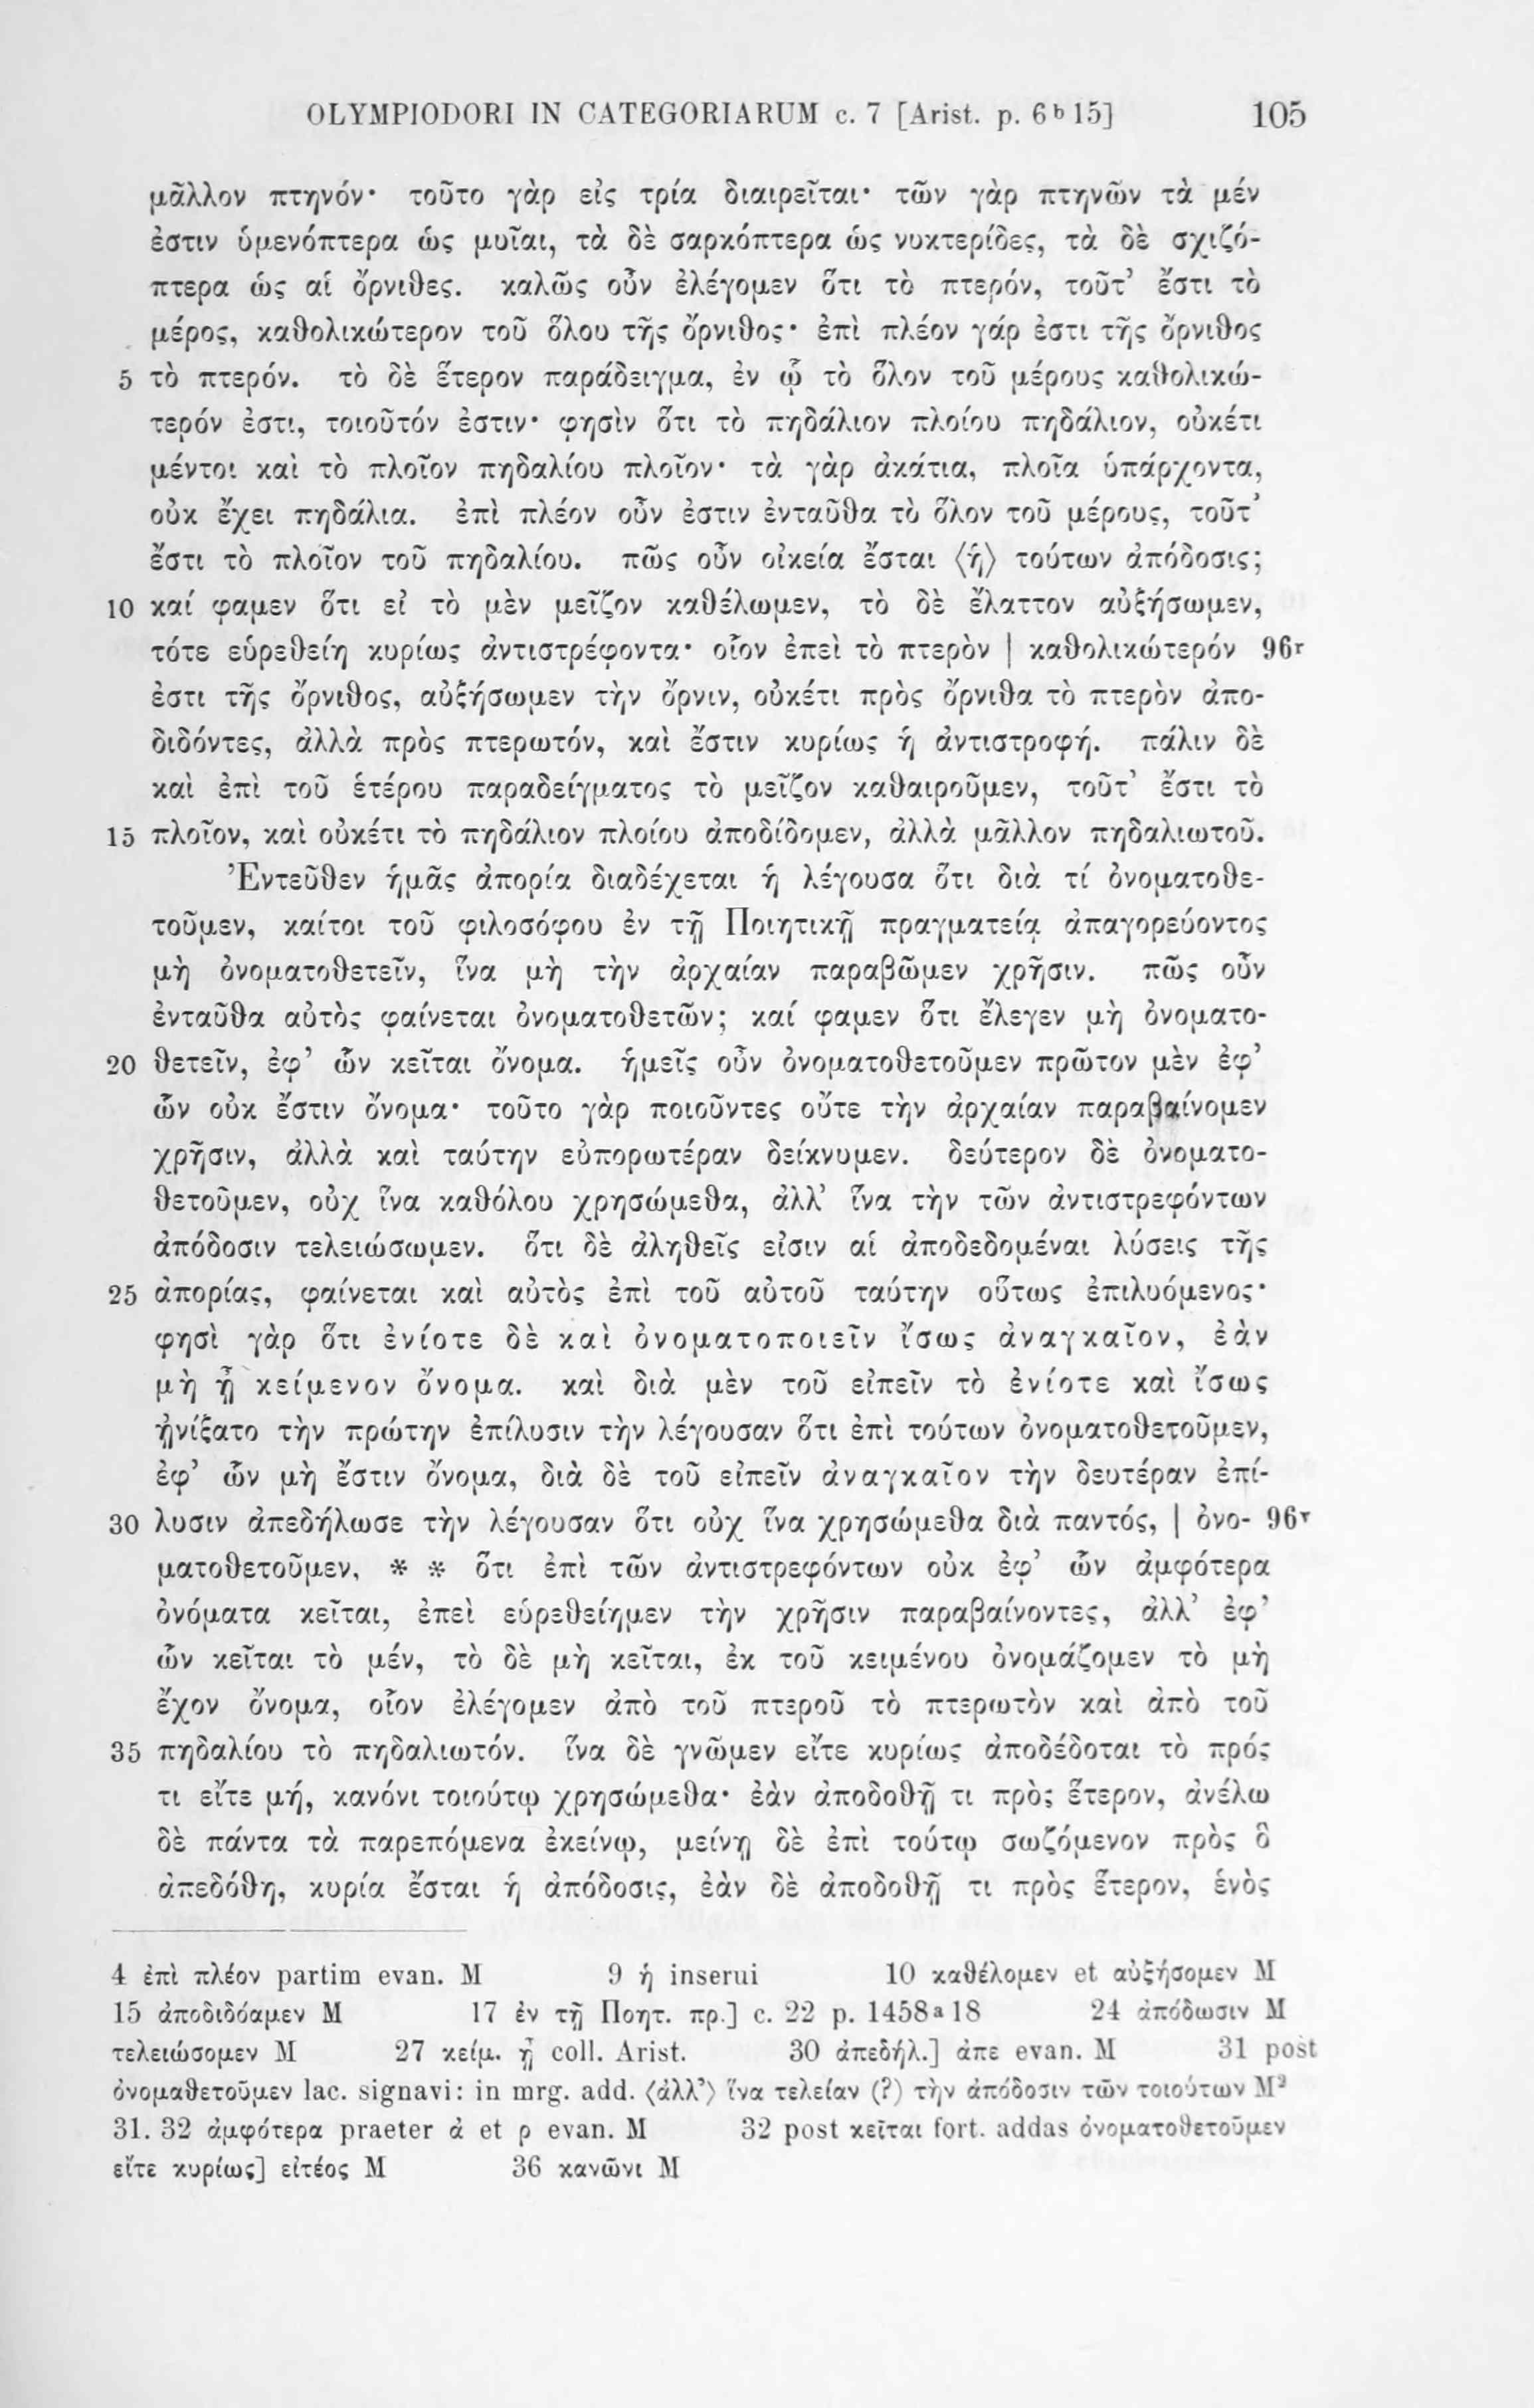 OLYMPIODORI IN CATEGORIARUM c. 7 [Arist. p. 6ᵇ15] 105
μᾶλλον πτηνόν· τοῦτο γὰρ εἰς τρία διαιρεῖται· τῶν γὰρ πτηνῶν τὰ μέν
ἐστιν ὑμενόπτερα ὡς μυῖαι, τὰ δὲ σαρκόπτερα ὡς νυκτερίδες, τὰ δὲ σχιζό-
πτερα ὡς αἱ ὄρνιθες. καλῶς οὖν ἐλέγομεν ὅτι τὸ πτερόν, τοῦτ' ἔστι τὸ
μέρος, καθολικώτερον τοῦ ὅλου τῆς ὄρνιθος· ἐπὶ πλέον γάρ ἐστι τῆς ὄρνιθος
5 τὸ πτερόν. τὸ δὲ ἕτερον παράδειγμα, ἐν ᾧ τὸ ὅλον τοῦ μέρους καθολικώ-
τερόν ἐστι, τοιοῦτόν ἐστιν· φησὶν ὅτι τὸ πηδάλιον πλοίου πηδάλιον, οὐκέτι
μέντοι καὶ τὸ πλοῖον πηδαλίου πλοῖον· τὰ γὰρ ἀκάτια, πλοῖα ὑπάρχοντα,
οὐκ ἔχει πηδάλια. ἐπὶ πλέον οὖν ἐστιν ἐνταῦθα τὸ ὅλον τοῦ μέρους, τοῦτ'
ἔστι τὸ πλοῖον τοῦ πηδαλίου. πῶς οὖν οἰκεία ἔσται ⟨ἡ⟩ τούτων ἀπόδοσις;
10 καί φαμεν ὅτι εἰ τὸ μὲν μεῖζον καθέλωμεν, τὸ δὲ ἔλαττον αὐξήσωμεν,
τότε εὑρεθείη κυρίως ἀντιστρέφοντα· οἷον ἐπεὶ τὸ πτερὸν | καθολικώτερόν 96ʳ
ἐστι τῆς ὄρνιθος, αὐξήσωμεν τὴν ὄρνιν, οὐκέτι πρὸς ὄρνιθα τὸ πτερὸν ἀπο-
διδόντες, ἀλλὰ πρὸς πτερωτόν, καὶ ἔστιν κυρίως ἡ ἀντιστροφή. πάλιν δὲ
καὶ ἐπὶ τοῦ ἑτέρου παραδείγματος τὸ μεῖζον καθαιροῦμεν, τοῦτ' ἔστι τὸ
15 πλοῖον, καὶ οὐκέτι τὸ πηδάλιον πλοίου ἀποδίδομεν, ἀλλὰ μᾶλλον πηδαλιωτοῦ.
Ἐντεῦθεν ἡμᾶς ἀπορία διαδέχεται ἡ λέγουσα ὅτι διὰ τί ὀνοματοθε-
τοῦμεν, καίτοι τοῦ φιλοσόφου ἐν τῇ Ποιητικῇ πραγματείᾳ ἀπαγορεύοντος
μὴ ὀνοματοθετεῖν, ἵνα μὴ τὴν ἀρχαίαν παραβῶμεν χρῆσιν. πῶς οὖν
ἐνταῦθα αὐτὸς φαίνεται ὀνοματοθετῶν; καί φαμεν ὅτι ἔλεγεν μὴ ὀνοματο-
20 θετεῖν, ἐφ' ὧν κεῖται ὄνομα. ἡμεῖς οὖν ὀνοματοθετοῦμεν πρῶτον μὲν ἐφ'
ὧν οὐκ ἔστιν ὄνομα· τοῦτο γὰρ ποιοῦντες οὔτε τὴν ἀρχαίαν παραβαίνομεν
χρῆσιν, ἀλλὰ καὶ ταύτην εὐπορωτέραν δείκνυμεν. δεύτερον δὲ ὀνοματο-
θετοῦμεν, οὐχ ἵνα καθόλου χρησώμεθα, ἀλλ' ἵνα τὴν τῶν ἀντιστρεφόντων
ἀπόδοσιν τελειώσωμεν. ὅτι δὲ ἀληθεῖς εἰσιν αἱ ἀποδεδομέναι λύσεις τῆς
25 ἀπορίας, φαίνεται καὶ αὐτὸς ἐπὶ τοῦ αὐτοῦ ταύτην οὕτως ἐπιλυόμενος·
φησὶ γὰρ ὅτι ἐνίοτε δὲ καὶ ὀνοματοποιεῖν ἴσως ἀναγκαῖον, ἐὰν
μὴ ᾖ κείμενον ὄνομα. καὶ διὰ μὲν τοῦ εἰπεῖν τὸ ἐνίοτε καὶ ἴσως
ᾐνίξατο τὴν πρώτην ἐπίλυσιν τὴν λέγουσαν ὅτι ἐπὶ τούτων ὀνοματοθετοῦμεν,
ἐφ' ὧν μὴ ἔστιν ὄνομα, διὰ δὲ τοῦ εἰπεῖν ἀναγκαῖον τὴν δευτέραν ἐπί-
30 λυσιν ἀπεδήλωσε τὴν λέγουσαν ὅτι οὐχ ἵνα χρησώμεθα διὰ παντός, | ὀνο- 96ᵛ
ματοθετοῦμεν, * * ὅτι ἐπὶ τῶν ἀντιστρεφόντων οὐκ ἐφ' ὧν ἀμφότερα
ὀνόματα κεῖται, ἐπεὶ εὑρεθείημεν τὴν χρῆσιν παραβαίνοντες, ἀλλ' ἐφ'
ὧν κεῖται τὸ μέν, τὸ δὲ μὴ κεῖται, ἐκ τοῦ κειμένου ὀνομάζομεν τὸ μὴ
ἔχον ὄνομα, οἷον ἐλέγομεν ἀπὸ τοῦ πτεροῦ τὸ πτερωτὸν καὶ ἀπὸ τοῦ
35 πηδαλίου τὸ πηδαλιωτόν. ἵνα δὲ γνῶμεν εἴτε κυρίως ἀποδέδοται τὸ πρός
τι εἴτε μή, κανόνι τοιούτῳ χρησώμεθα· ἐὰν ἀποδοθῇ τι πρὸς ἕτερον, ἀνέλω
δὲ πάντα τὰ παρεπόμενα ἐκείνῳ, μείνῃ δὲ ἐπὶ τούτῳ σωζόμενον πρὸς ὃ
ἀπεδόθη, κυρία ἔσται ἡ ἀπόδοσις, ἐὰν δὲ ἀποδοθῇ τι πρὸς ἕτερον, ἑνὸς
4 ἐπὶ πλέον partim evan. M 9 ἡ inserui 10 καθέλομεν et αὐξήσομεν M
15 ἀποδιδόαμεν M 17 ἐν τῇ Ποητ. πρ.] c. 22 p. 1458ᵃ18 24 ἀπόδωσιν M
τελειώσομεν M 27 κείμ. ᾖ coll. Arist. 30 ἀπεδήλ.] ἀπε evan. M 31 post
ὀνομαθετοῦμεν lac. signavi: in mrg. add. ⟨ἀλλ'⟩ ἵνα τελείαν (?) τὴν ἀπόδοσιν τῶν τοιούτων M²
31. 32 ἀμφότερα praeter ἀ et ρ evan. M 32 post κεῖται fort. addas ὀνοματοθετοῦμεν
εἴτε κυρίως] εἰτέος M 36 κανῶνι M